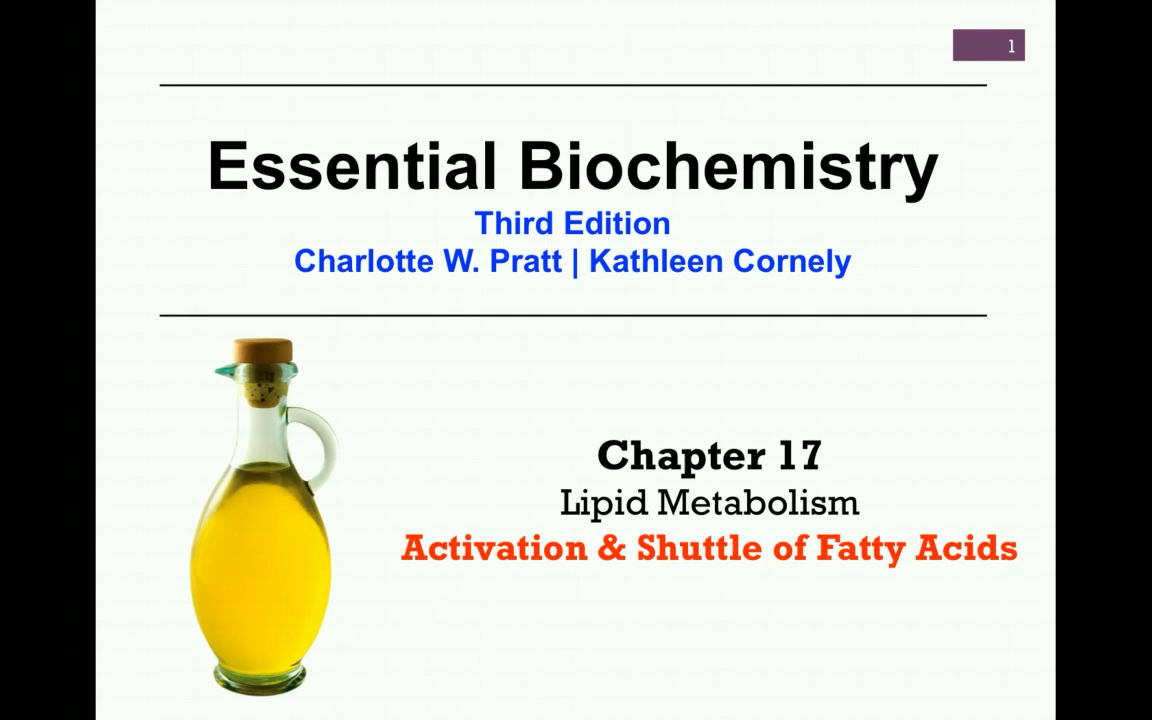 1
Essential Biochemistry
Third Edition
Charlotte W. Pratt | Kathleen Cornely
Chapter 17
Lipid Metabolism
Activation & Shuttle of Fatty Acids